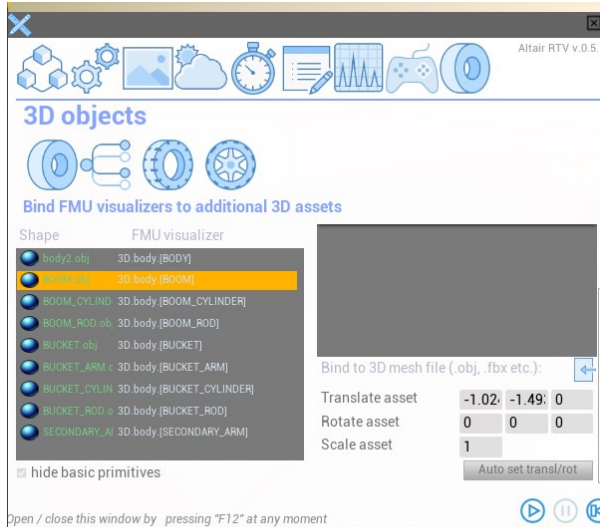 Altair RTV v.0.5.
3D objects
Bind FMU visualizers to additional 3D assets
Shape FMU visualizer
body2.obj 3D.body.[BODY]
BOOM.obj 3D.body.[BOOM]
BOOM_CYLIND 3D.body.[BOOM_CYLINDER]
BOOM_ROD.ob 3D.body.[BOOM_ROD]
BUCKET.obj 3D.body.[BUCKET]
BUCKET_ARM.o 3D.body.[BUCKET_ARM]
BUCKET_CYLIN 3D.body.[BUCKET_CYLINDER]
BUCKET_ROD.o 3D.body.[BUCKET_ROD]
SECONDARY_AI 3D.body.[SECONDARY_ARM]
Bind to 3D mesh file (.obj, .fbx etc.):
Translate asset -1.024 -1.493 0
Rotate asset 0 0 0
Scale asset 1
Auto set transl/rot
hide basic primitives
Open / close this window by pressing "F12" at any moment